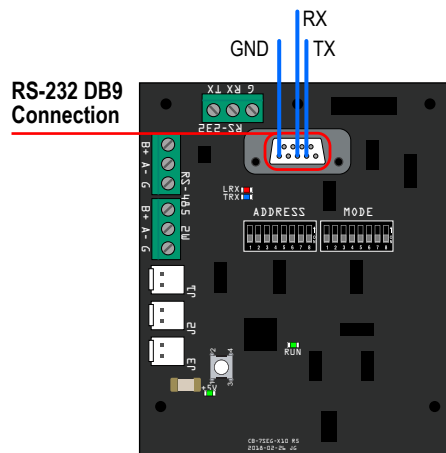 RX
GND
TX
RS-232 DB9
Connection
TX RX G
RS-232
B+ A- G
RS-485 2W
B+ A- G
LRX
TRX
ADDRESS
MODE
1 2 3 4 5 6 7 8
1 2 3 4 5 6 7 8
J1
J2
J3
RUN
+5V
CB-7SEG-X10 RS
2018-02-26 JG